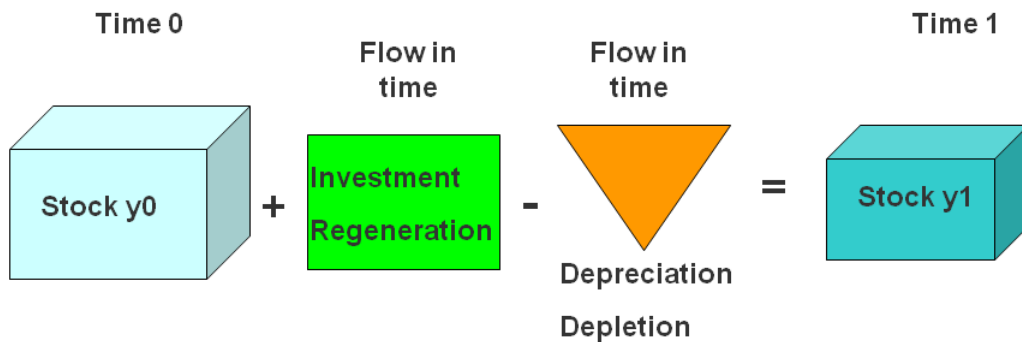 Time 0
Flow in
time
Flow in
time
Time 1
Stock y0
+
Investment
Regeneration
-
=
Stock y1
Depreciation
Depletion